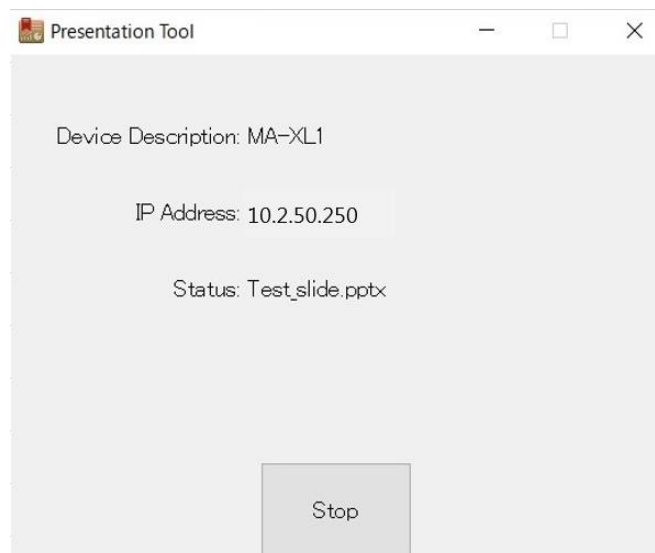 Presentation Tool
Device Description: MA-XL1
IP Address: 10.2.50.250
Status: Test_slide.pptx
Stop